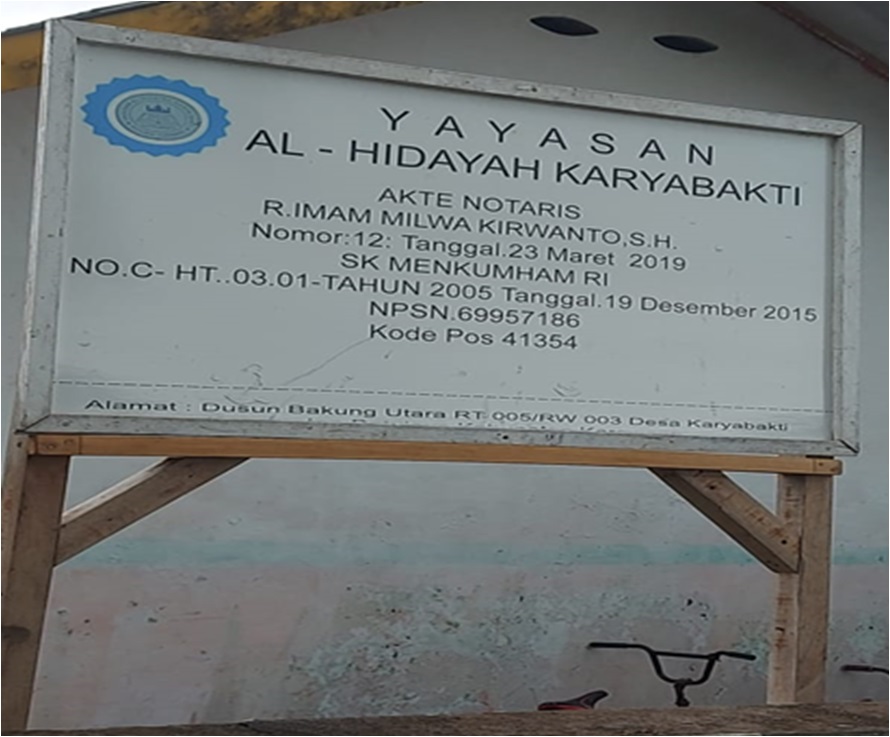 YAYASAN
AL - HIDAYAH KARYABAKTI
AKTE NOTARIS
R.IMAM MILWA KIRWANTO,S.H.
Nomor:12: Tanggal.23 Maret 2019
SK MENKUMHAM RI
NO.C- HT..03.01-TAHUN 2005 Tanggal.19 Desember 2015
NPSN.69957186
Kode Pos 41354
Alamat : Dusun Bakung Utara RT 005/RW 003 Desa Karyabakti